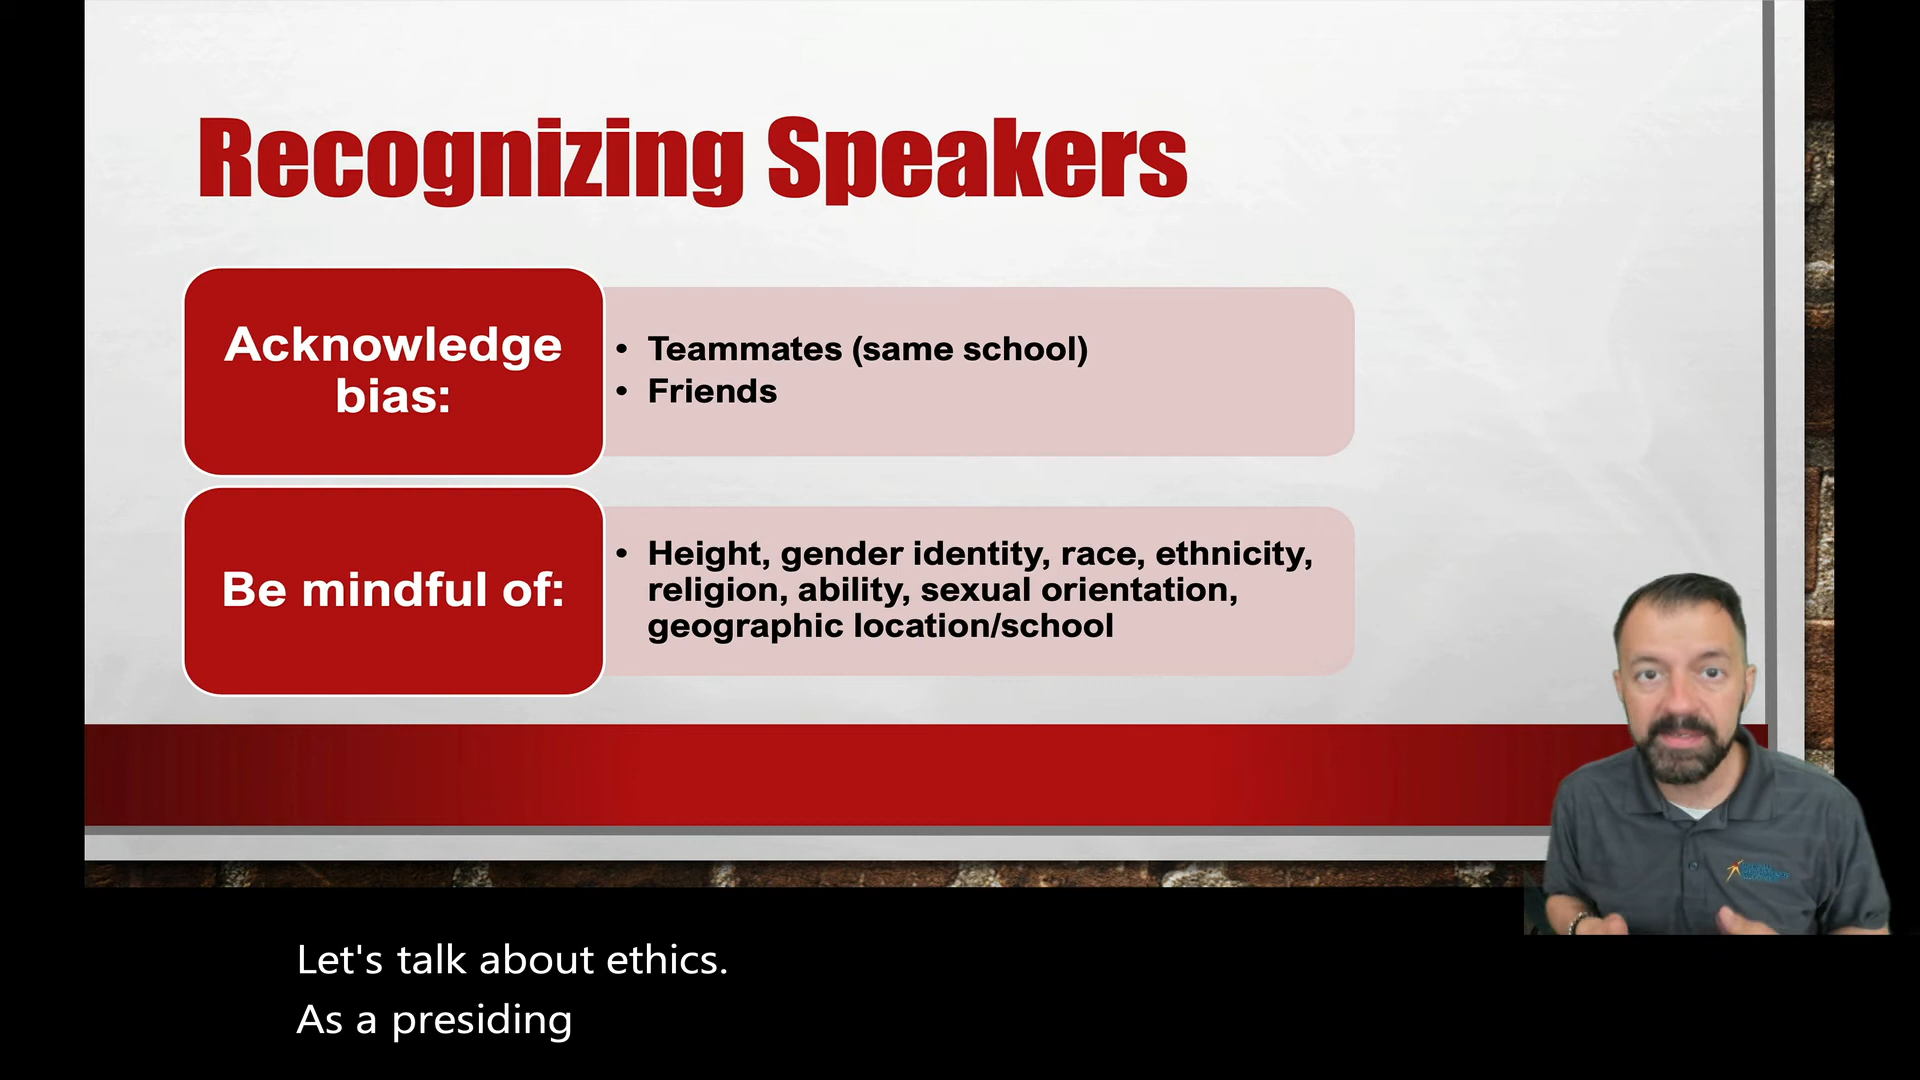 Recognizing Speakers
Acknowledge
bias:
• Teammates (same school)
• Friends
Be mindful of:
• Height, gender identity, race, ethnicity,
religion, ability, sexual orientation,
geographic location/school
Let's talk about ethics.
As a presiding